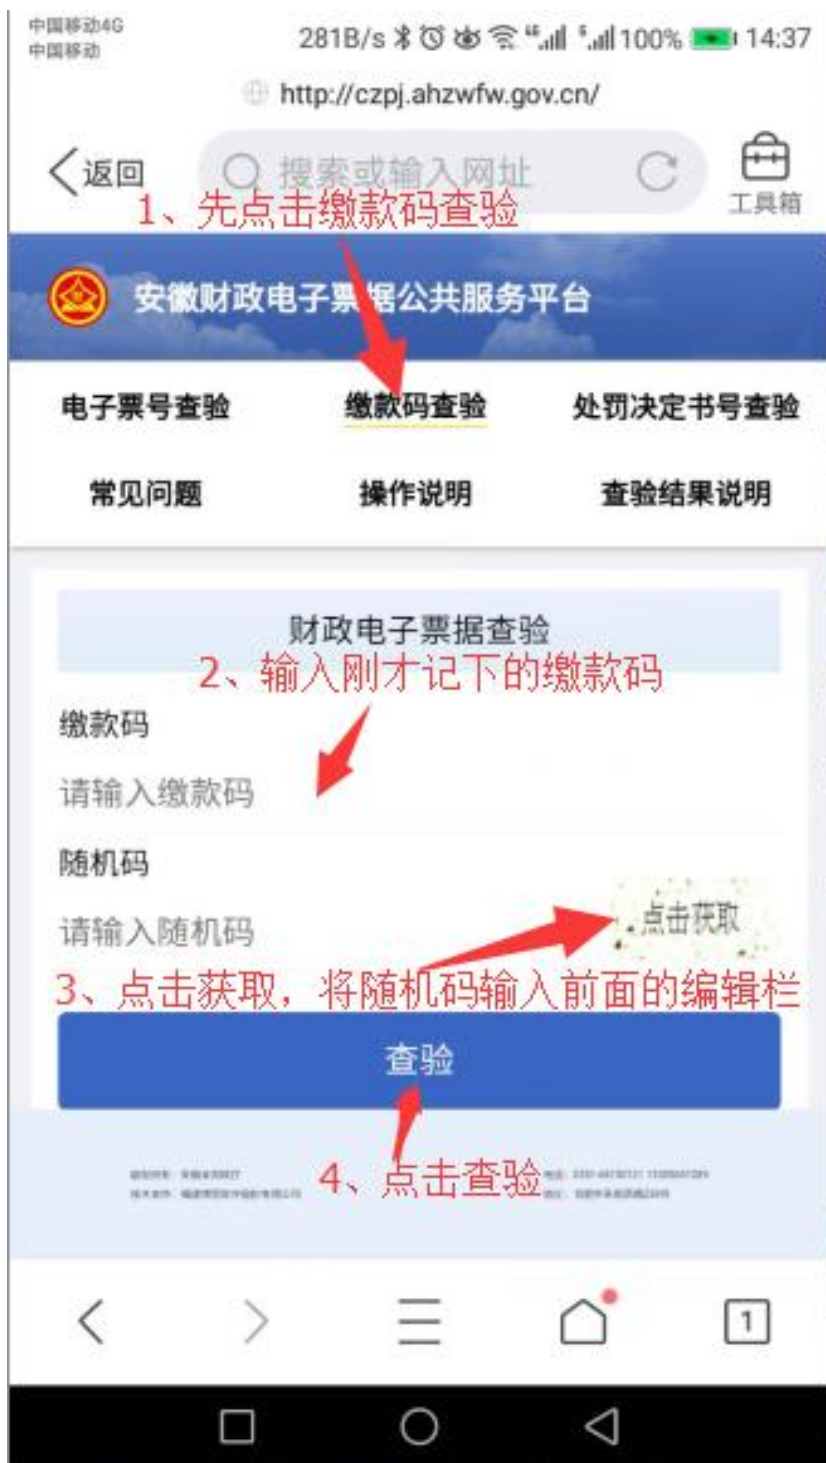 中国移动4G
中国移动
281B/s 100% 14:37
http://czpj.ahzwfw.gov.cn/
返回 搜索或输入网址 工具箱
1、先点击缴款码查验
安徽财政电子票据公共服务平台
电子票号查验 缴款码查验 处罚决定书号查验
常见问题 操作说明 查验结果说明
财政电子票据查验
2、输入刚才记下的缴款码
缴款码
请输入缴款码
随机码
请输入随机码 点击获取
3、点击获取，将随机码输入前面的编辑栏
查验
4、点击查验
1